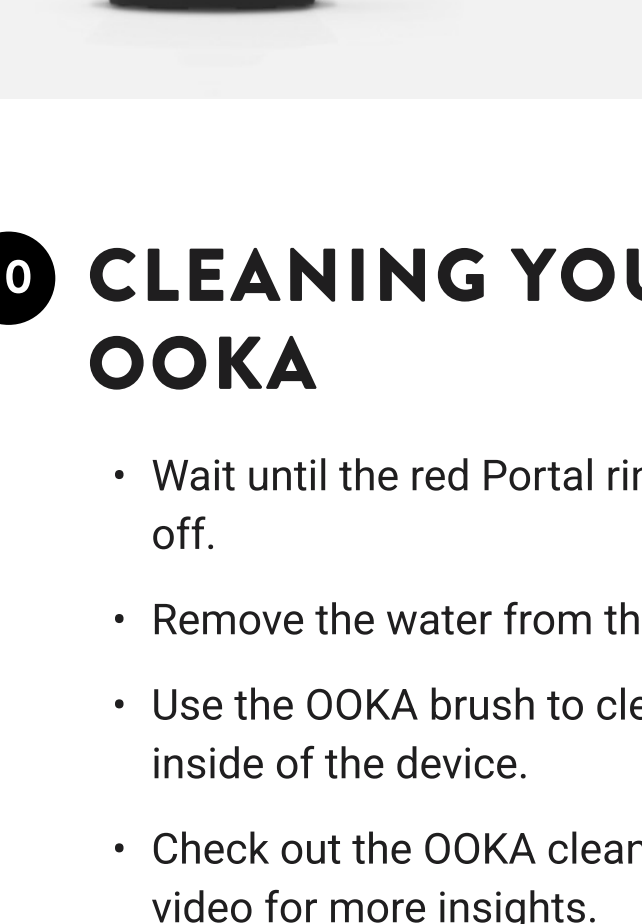 0
CLEANING YOU
OOKA
• Wait until the red Portal rin
off.
• Remove the water from th
• Use the OOKA brush to cle
inside of the device.
• Check out the OOKA clean
video for more insights.